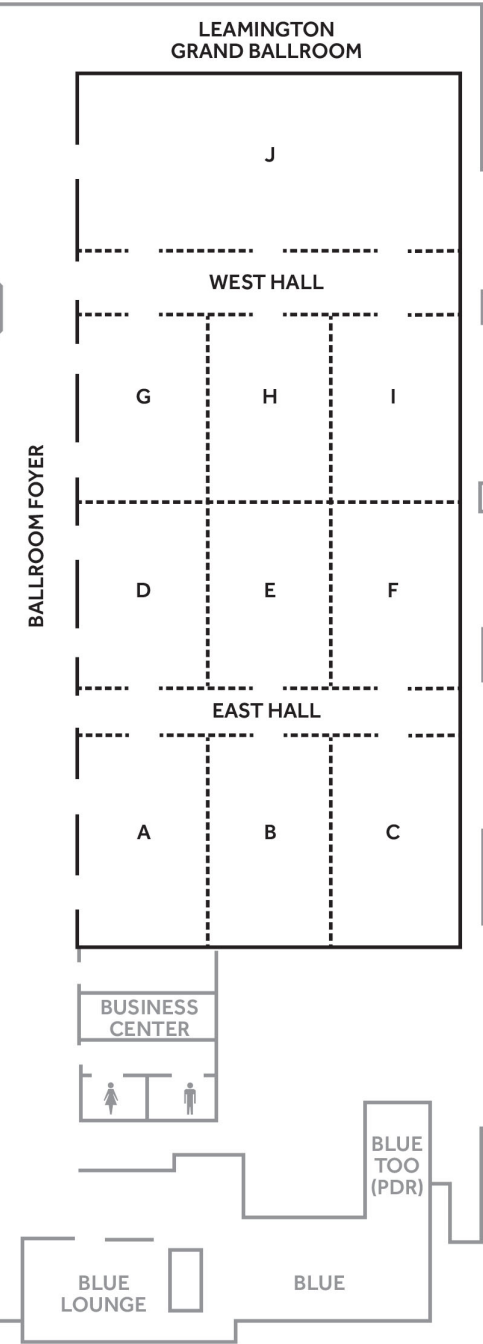 LEAMINGTON
GRAND BALLROOM
J
WEST HALL
G H I
BALLROOM FOYER
D E F
EAST HALL
A B C
BUSINESS
CENTER
BLUE
TOO
(PDR)
BLUE
LOUNGE
BLUE